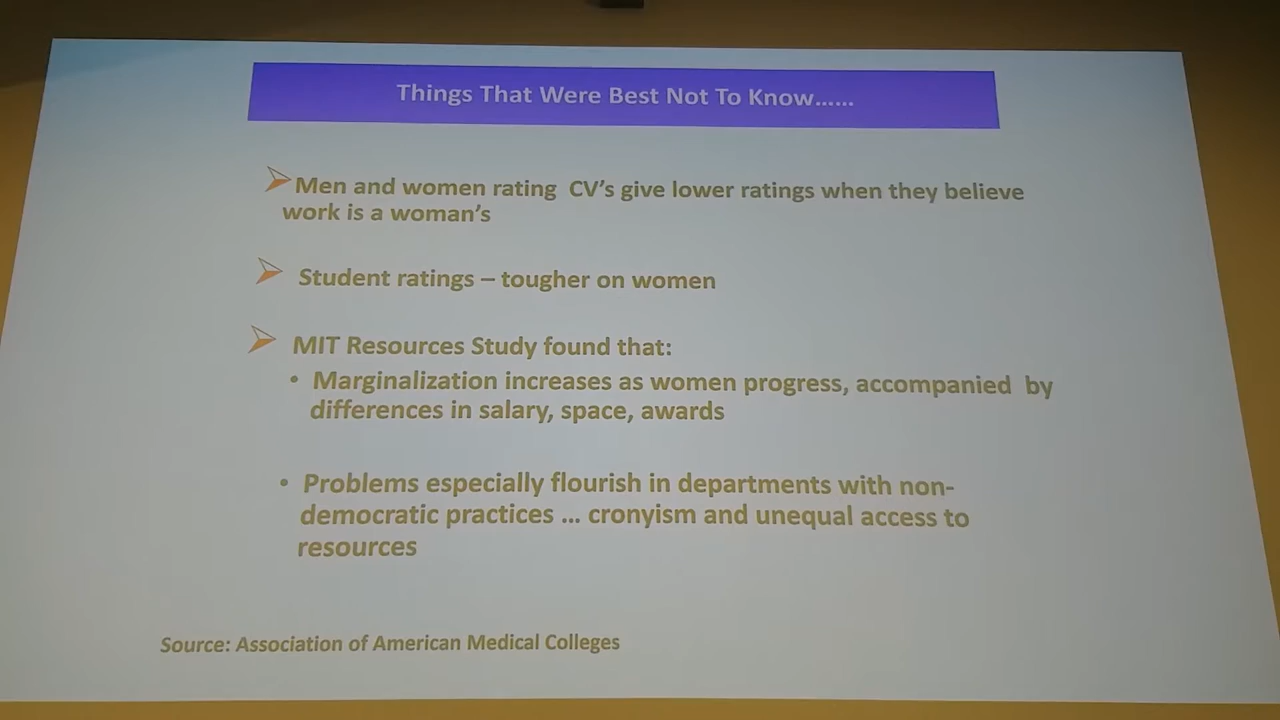 Things That Were Best Not To Know......
Men and women rating CV's give lower ratings when they believe
work is a woman's
Student ratings – tougher on women
MIT Resources Study found that:
• Marginalization increases as women progress, accompanied by
differences in salary, space, awards
• Problems especially flourish in departments with non-
democratic practices ... cronyism and unequal access to
resources
Source: Association of American Medical Colleges